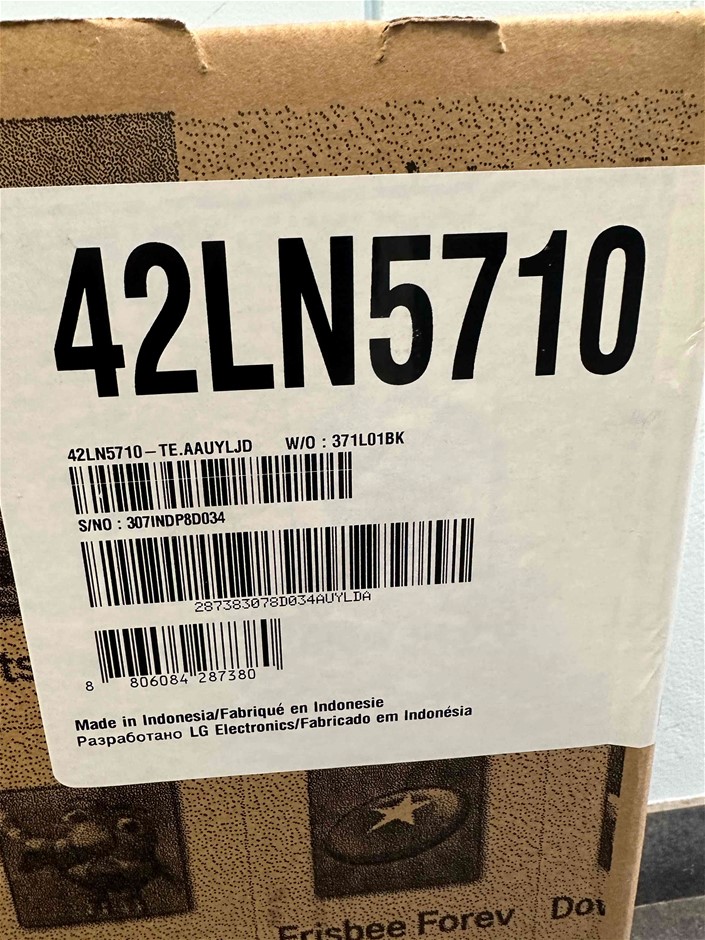 42LN5710
42LN5710-TE.AAUYLJD W/O : 371L01BK
S/NO : 307INDP8D034
287383078D034AUYLDA
8 806084 287380
Made in Indonesia/Fabriqué en Indonesie
Разработано LG Electronics/Fabricado em Indonésia
Frisbee Forev